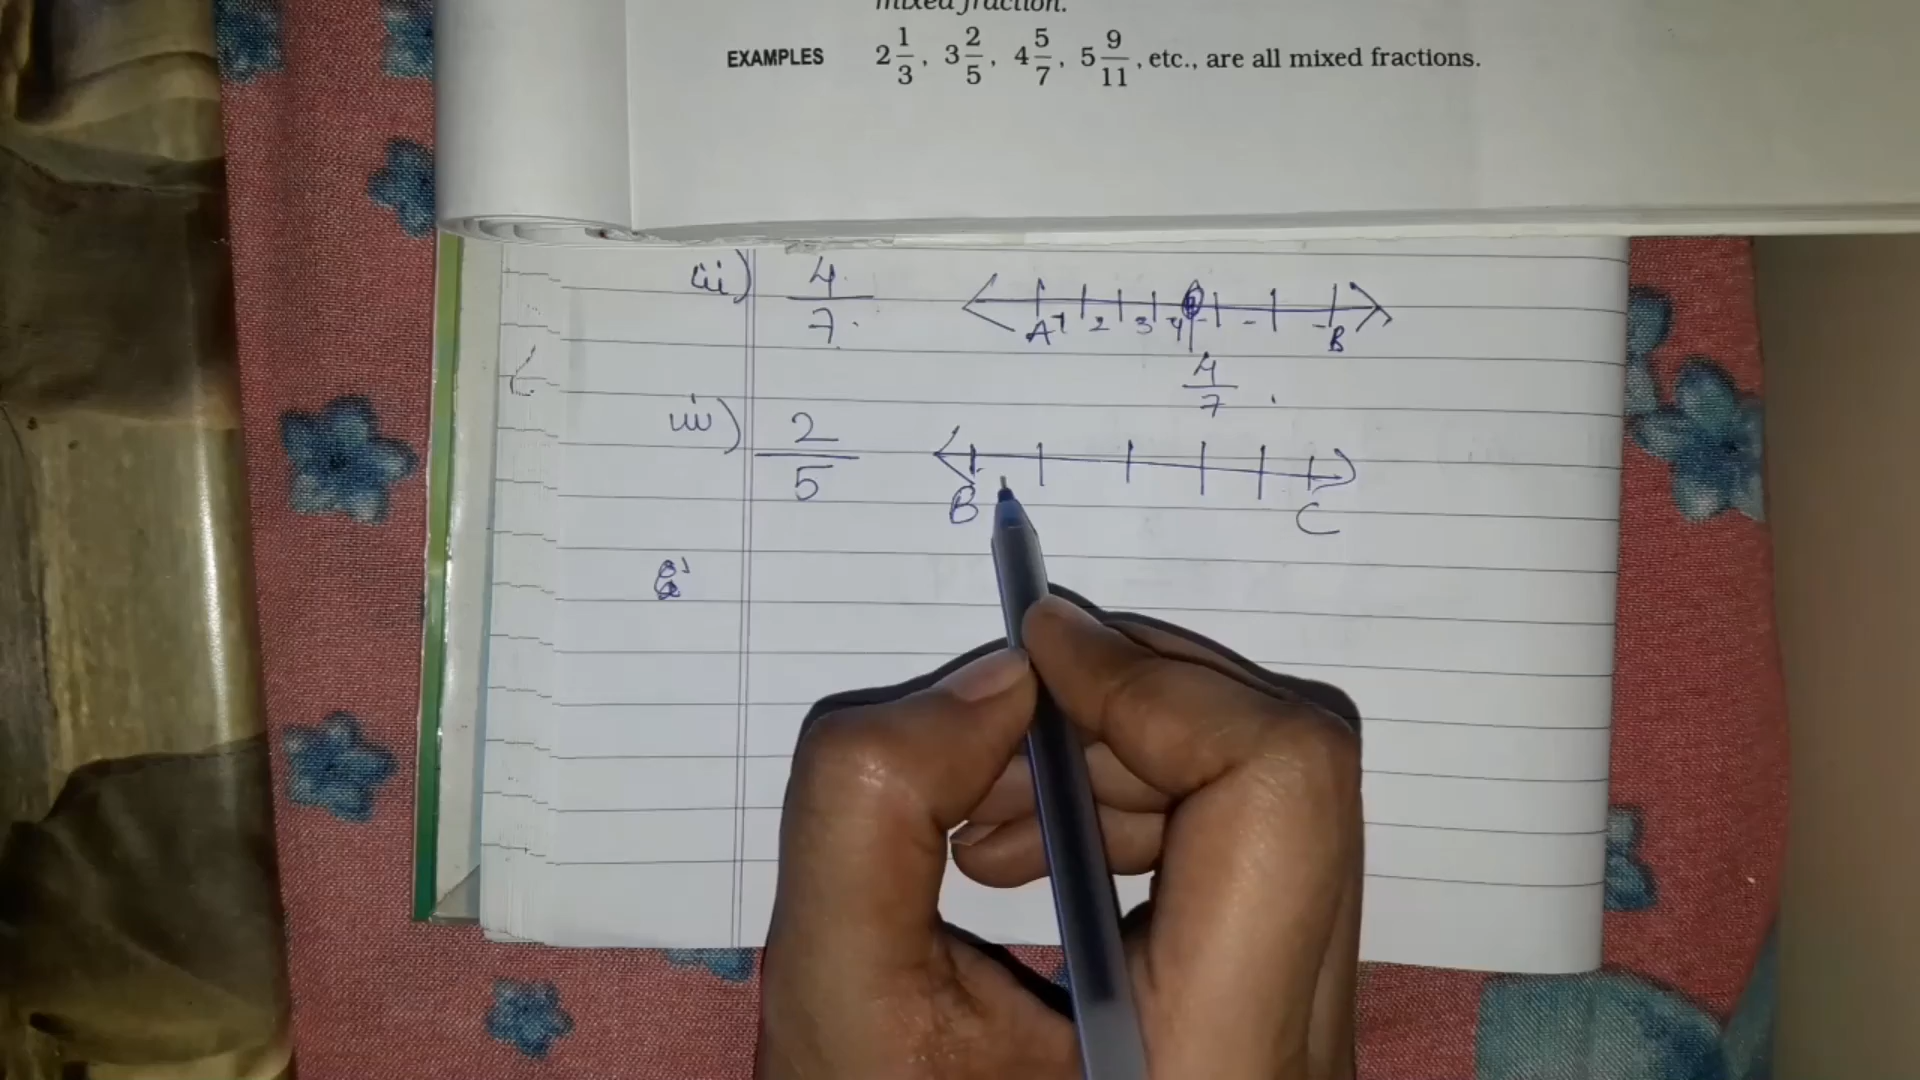 mixed fraction.
EXAMPLES 2 1/3, 3 2/5, 4 5/7, 5 9/11, etc., are all mixed fractions.
ii) 4/7
A 1 2 3 4 - - - B
4/7
iii) 2/5
B C